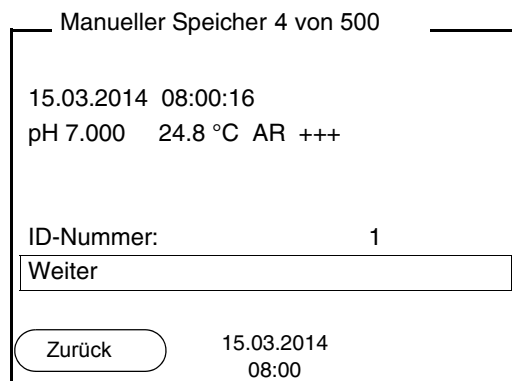 Manueller Speicher 4 von 500
15.03.2014 08:00:16
pH 7.000 24.8 °C AR +++
ID-Nummer: 1
Weiter
Zurück
15.03.2014
08:00